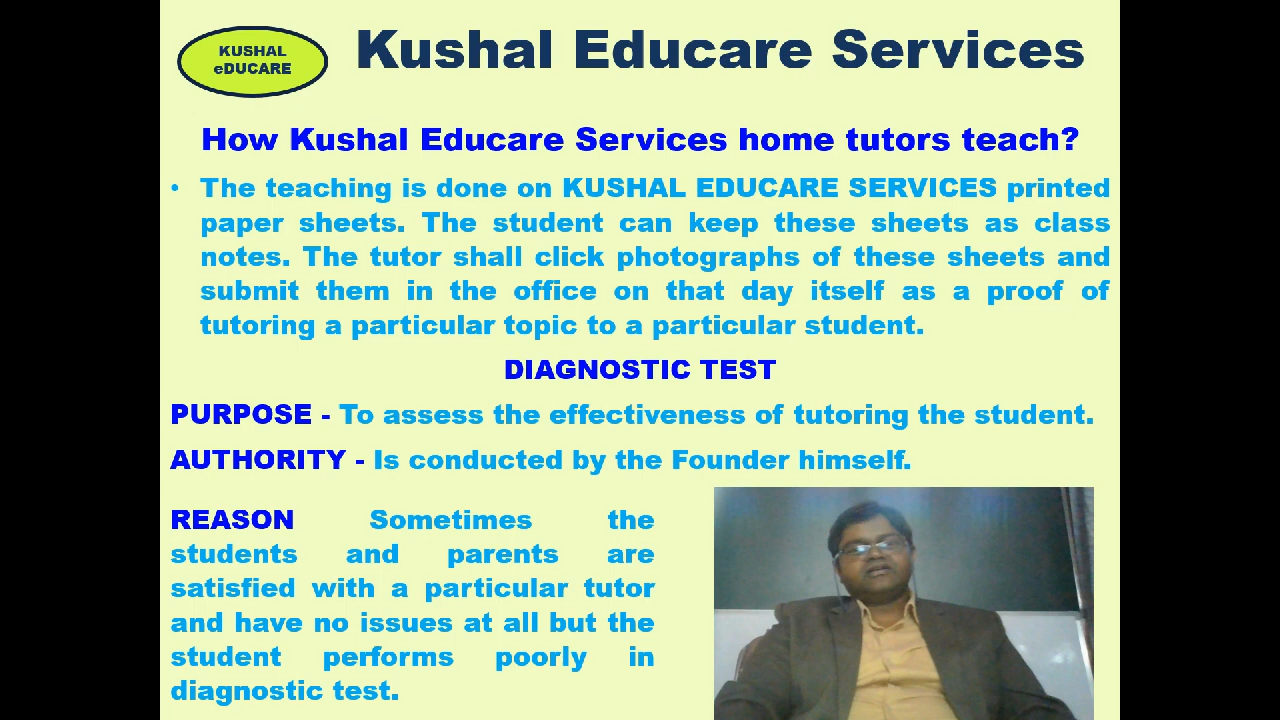 KUSHAL
eDUCARE
Kushal Educare Services
How Kushal Educare Services home tutors teach?
• The teaching is done on KUSHAL EDUCARE SERVICES printed
paper sheets. The student can keep these sheets as class
notes. The tutor shall click photographs of these sheets and
submit them in the office on that day itself as a proof of
tutoring a particular topic to a particular student.
DIAGNOSTIC TEST
PURPOSE - To assess the effectiveness of tutoring the student.
AUTHORITY - Is conducted by the Founder himself.
REASON Sometimes the
students and parents are
satisfied with a particular tutor
and have no issues at all but the
student performs poorly in
diagnostic test.